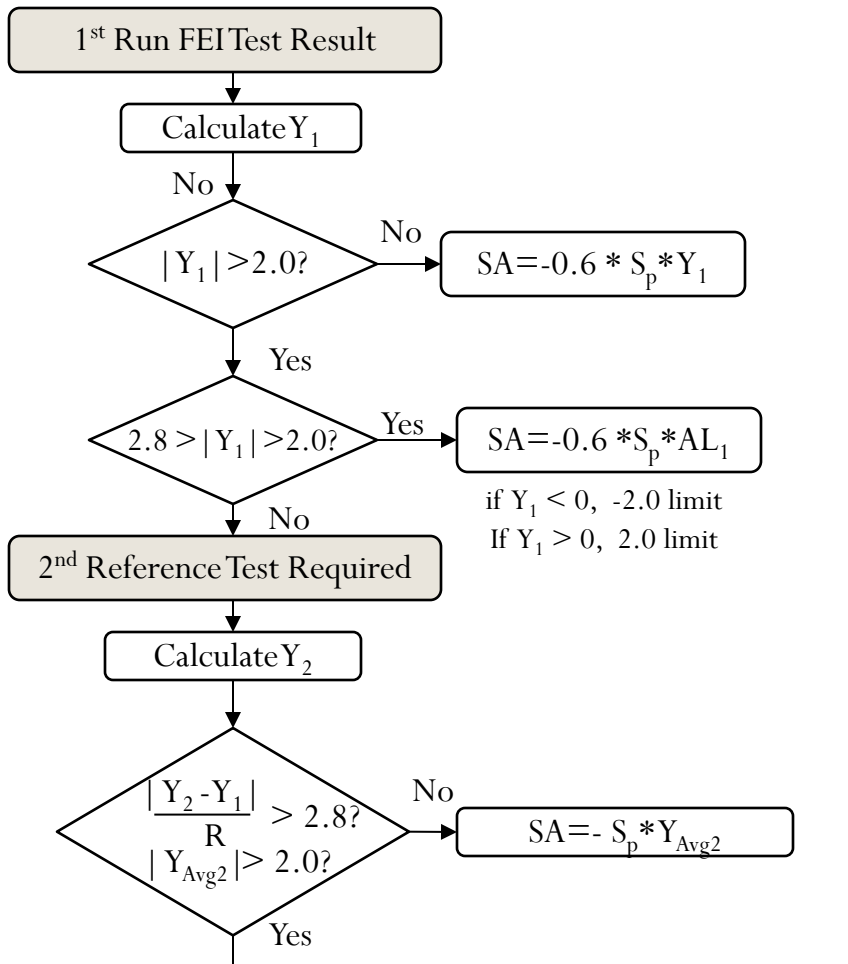 1st Run FEI Test Result
Calculate Y1
No
|Y1|>2.0?
No
SA=-0.6 * Sp*Y1
Yes
2.8 >|Y1|>2.0?
Yes
SA=-0.6 *Sp*AL1
if Y1 < 0, -2.0 limit
If Y1 > 0, 2.0 limit
No
2nd Reference Test Required
Calculate Y2
|Y2 -Y1|
R
> 2.8?
|YAvg2|> 2.0?
No
SA=- Sp*YAvg2
Yes